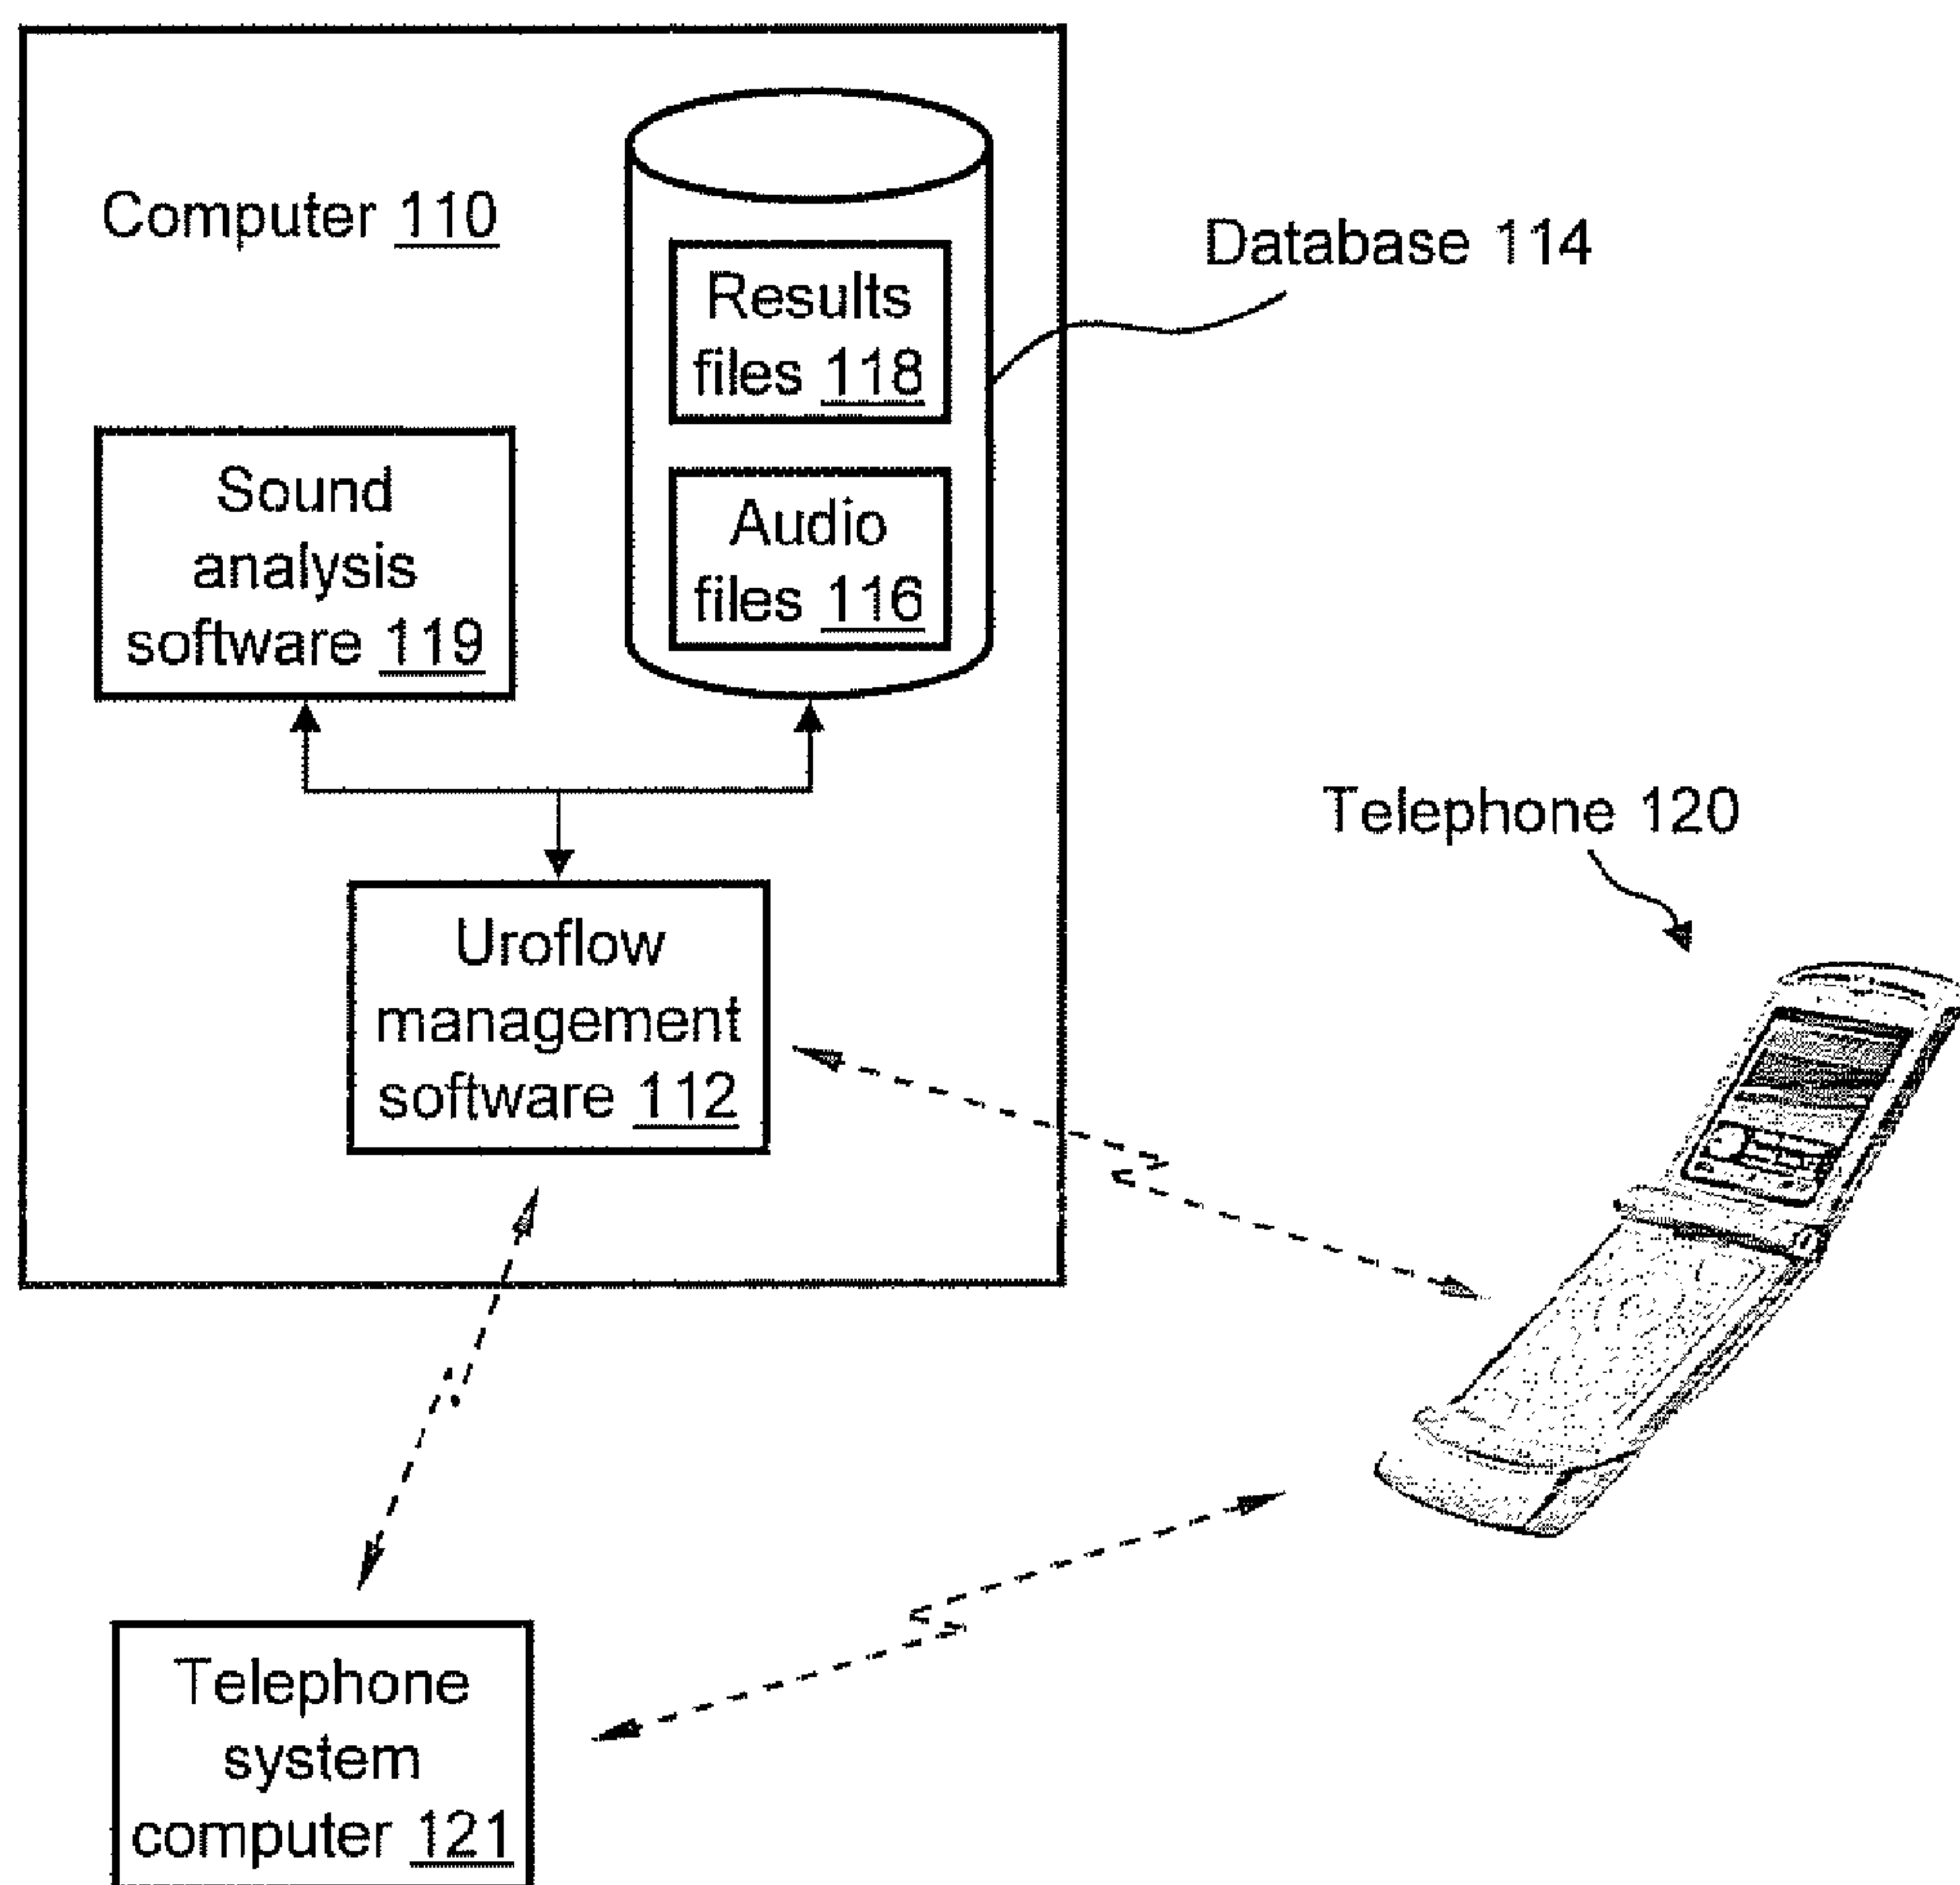 Computer 110
Database 114
Results
files 118
Audio
files 116
Sound
analysis
software 119
Uroflow
management
software 112
Telephone 120
Telephone
system
computer 121